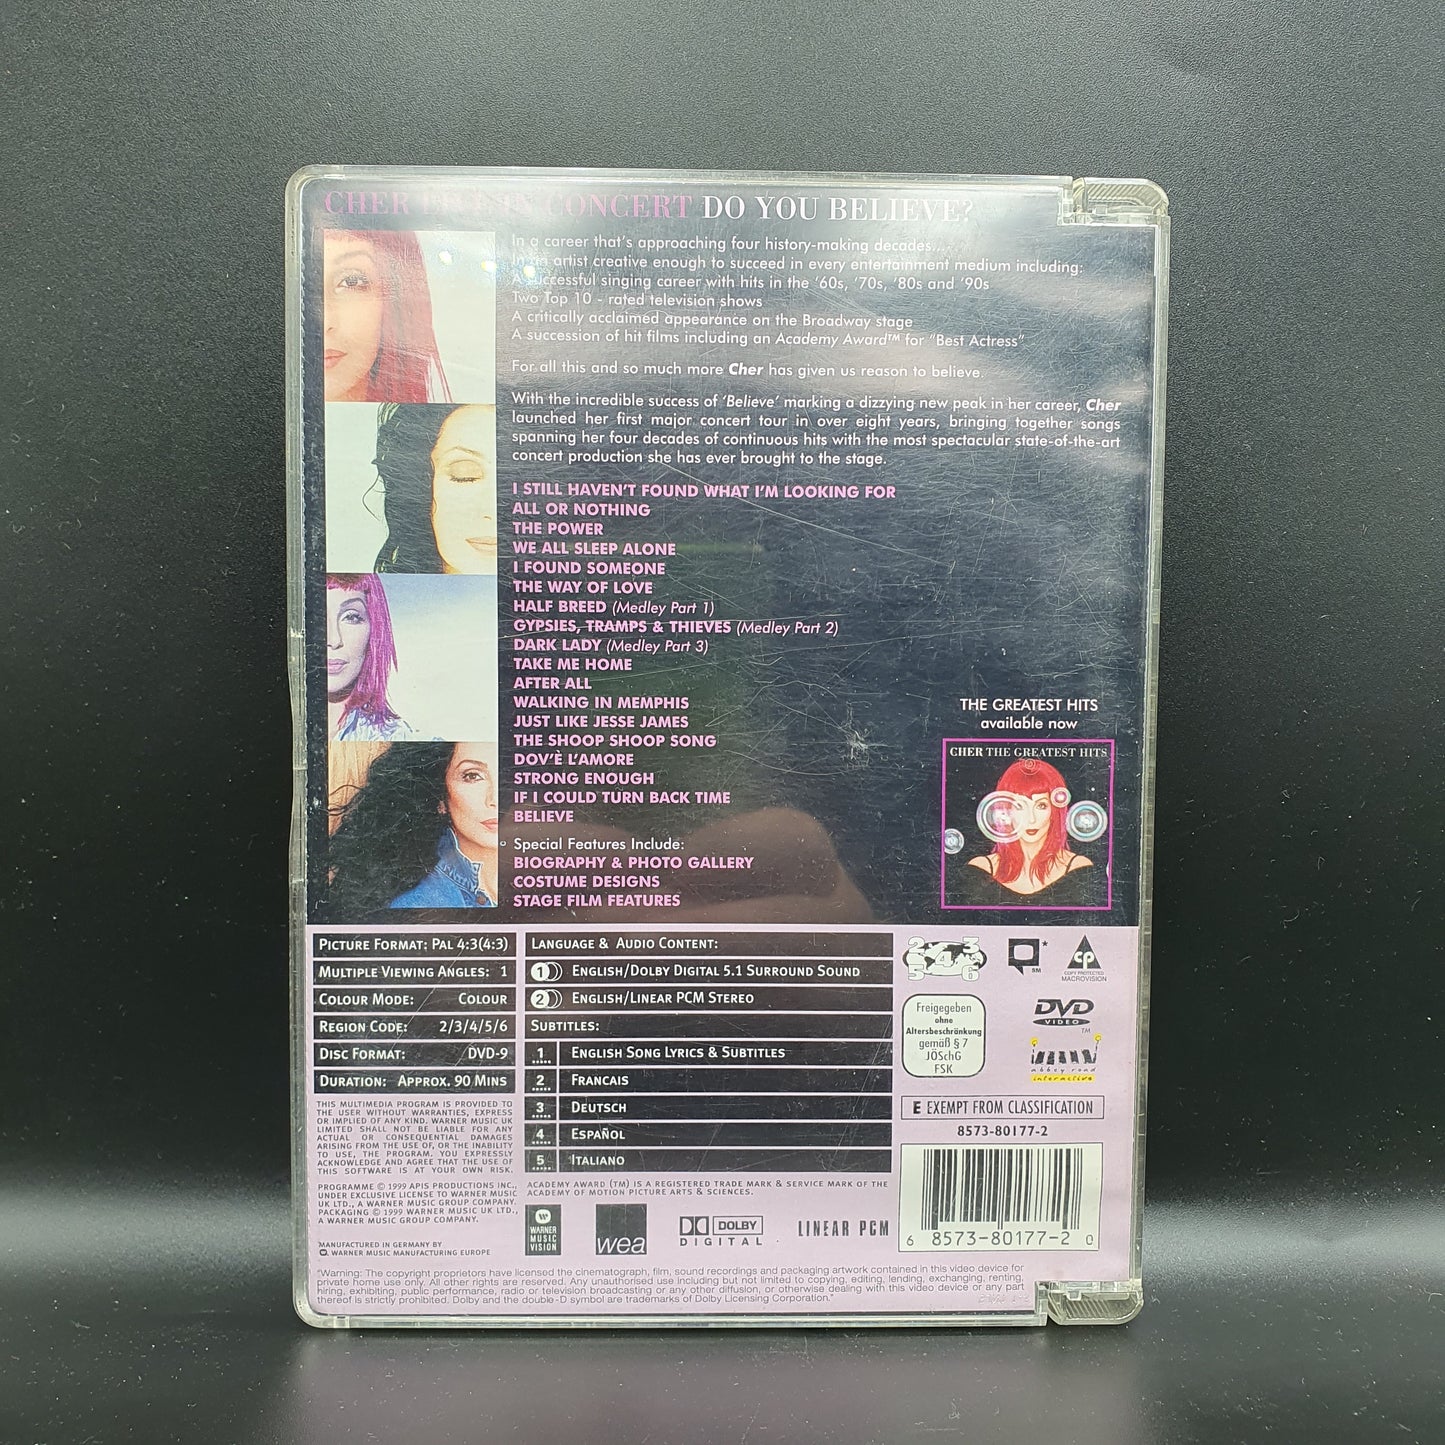 CHER LIVE IN CONCERT DO YOU BELIEVE?
In a career that's approaching four history-making decades...
In an artist creative enough to succeed in every entertainment medium including:
A successful singing career with hits in the '60s, '70s, '80s and '90s
Two Top 10 - rated television shows
A critically acclaimed appearance on the Broadway stage
A succession of hit films including an Academy Award™ for "Best Actress"
For all this and so much more Cher has given us reason to believe.
With the incredible success of 'Believe' marking a dizzying new peak in her career, Cher
launched her first major concert tour in over eight years, bringing together songs
spanning her four decades of continuous hits with the most spectacular state-of-the-art
concert production she has ever brought to the stage.
I STILL HAVEN'T FOUND WHAT I'M LOOKING FOR
ALL OR NOTHING
THE POWER
WE ALL SLEEP ALONE
I FOUND SOMEONE
THE WAY OF LOVE
HALF BREED (Medley Part 1)
GYPSIES, TRAMPS & THIEVES (Medley Part 2)
DARK LADY (Medley Part 3)
TAKE ME HOME
AFTER ALL
WALKING IN MEMPHIS
JUST LIKE JESSE JAMES
THE SHOOP SHOOP SONG
DOV'È L'AMORE
STRONG ENOUGH
IF I COULD TURN BACK TIME
BELIEVE
Special Features Include:
BIOGRAPHY & PHOTO GALLERY
COSTUME DESIGNS
STAGE FILM FEATURES
THE GREATEST HITS
available now
CHER THE GREATEST HITS
PICTURE FORMAT: PAL 4:3(4:3)
MULTIPLE VIEWING ANGLES: 1
COLOUR MODE: COLOUR
REGION CODE: 2/3/4/5/6
DISC FORMAT: DVD-9
DURATION: APPROX. 90 MINS
LANGUAGE & AUDIO CONTENT:
1 ENGLISH/DOLBY DIGITAL 5.1 SURROUND SOUND
2 ENGLISH/LINEAR PCM STEREO
SUBTITLES:
1 ENGLISH SONG LYRICS & SUBTITLES
2 FRANCAIS
3 DEUTSCH
4 ESPAÑOL
5 ITALIANO
2 3
4
5 6
SM
CP
COPY PROTECTED
MACROVISION
Freigegeben
ohne
Altersbeschränkung
gemäß § 7
JÖSchG
FSK
DVD
VIDEO
TM
abbey road
interactive
E EXEMPT FROM CLASSIFICATION
8573-80177-2
6 8573-80177-2 0
THIS MULTIMEDIA PROGRAM IS PROVIDED TO
THE USER WITHOUT WARRANTIES, EXPRESS
OR IMPLIED OF ANY KIND. WARNER MUSIC UK
LIMITED SHALL NOT BE LIABLE FOR ANY
ACTUAL OR CONSEQUENTIAL DAMAGES
ARISING FROM THE USE OF, OR THE INABILITY
TO USE, THE PROGRAM. YOU EXPRESSLY
ACKNOWLEDGE AND AGREE THAT THE USE OF
THIS SOFTWARE IS AT YOUR OWN RISK.
PROGRAMME © 1999 APIS PRODUCTIONS INC.,
UNDER EXCLUSIVE LICENSE TO WARNER MUSIC
UK LTD., A WARNER MUSIC GROUP COMPANY.
PACKAGING © 1999 WARNER MUSIC UK LTD.,
A WARNER MUSIC GROUP COMPANY.
MANUFACTURED IN GERMANY BY
WARNER MUSIC MANUFACTURING EUROPE
ACADEMY AWARD (TM) IS A REGISTERED TRADE MARK & SERVICE MARK OF THE
ACADEMY OF MOTION PICTURE ARTS & SCIENCES.
WARNER
MUSIC
VISION
wea
DOLBY
DIGITAL
LINEAR PCM
"Warning: The copyright proprietors have licensed the cinematograph, film, sound recordings and packaging artwork contained in this video device for
private home use only. All other rights are reserved. Any unauthorised use including but not limited to copying, editing, lending, exchanging, renting,
hiring, exhibiting, public performance, radio or television broadcasting or any other diffusion, or otherwise dealing with this video device or any part
thereof is strictly prohibited. Dolby and the double-D symbol are trademarks of Dolby Licensing Corporation."